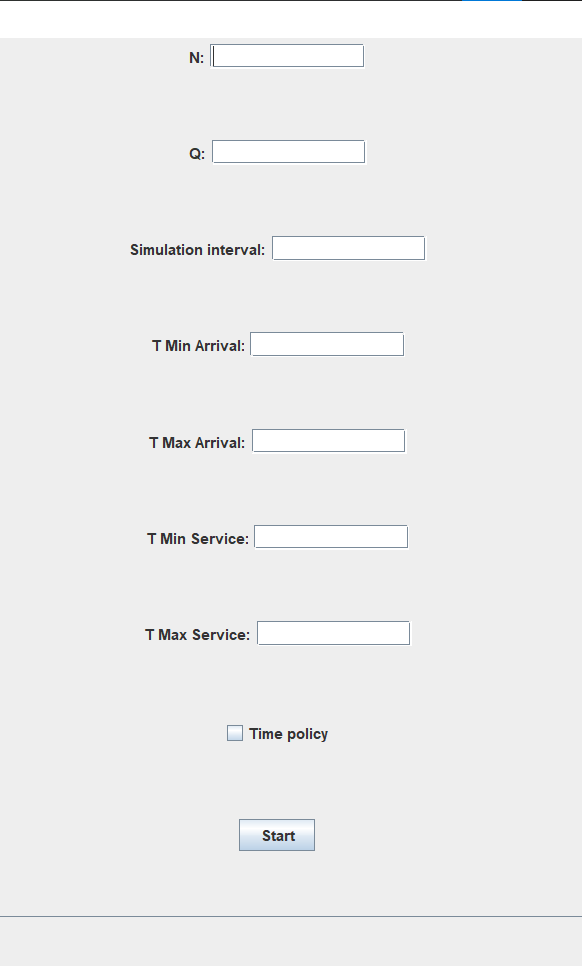 N:
Q:
Simulation interval:
T Min Arrival:
T Max Arrival:
T Min Service:
T Max Service:
Time policy
Start